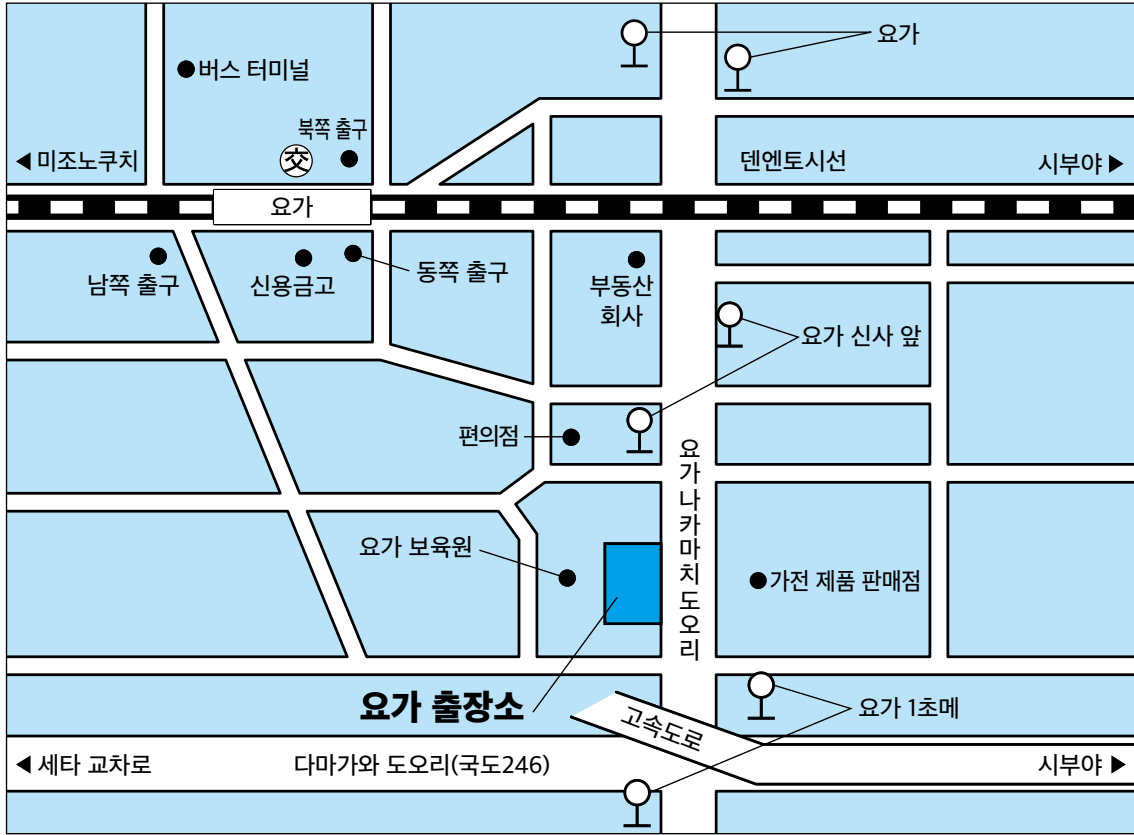 요가
버스 터미널
북쪽 출구
◀ 미조노쿠치
交
덴엔토시선
시부야 ▶
요가
남쪽 출구
신용금고
동쪽 출구
부동산
회사
요가 신사 앞
편의점
요가나카마치도오리
요가 보육원
가전 제품 판매점
요가 출장소
고속도로
요가 1초메
◀ 세타 교차로
다마가와 도오리(국도246)
시부야 ▶